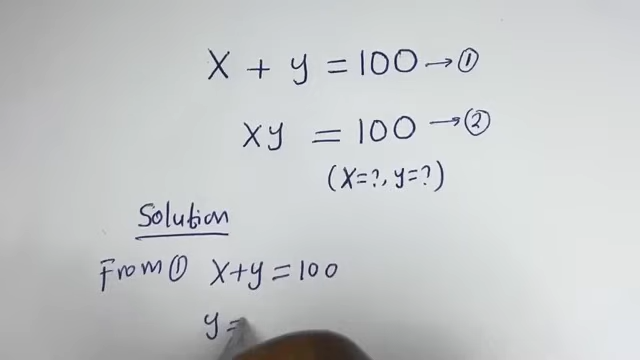 x + y = 100 → ①
xy = 100 → ②
(x=?, y=?)
Solution
From ① x+y = 100
y =